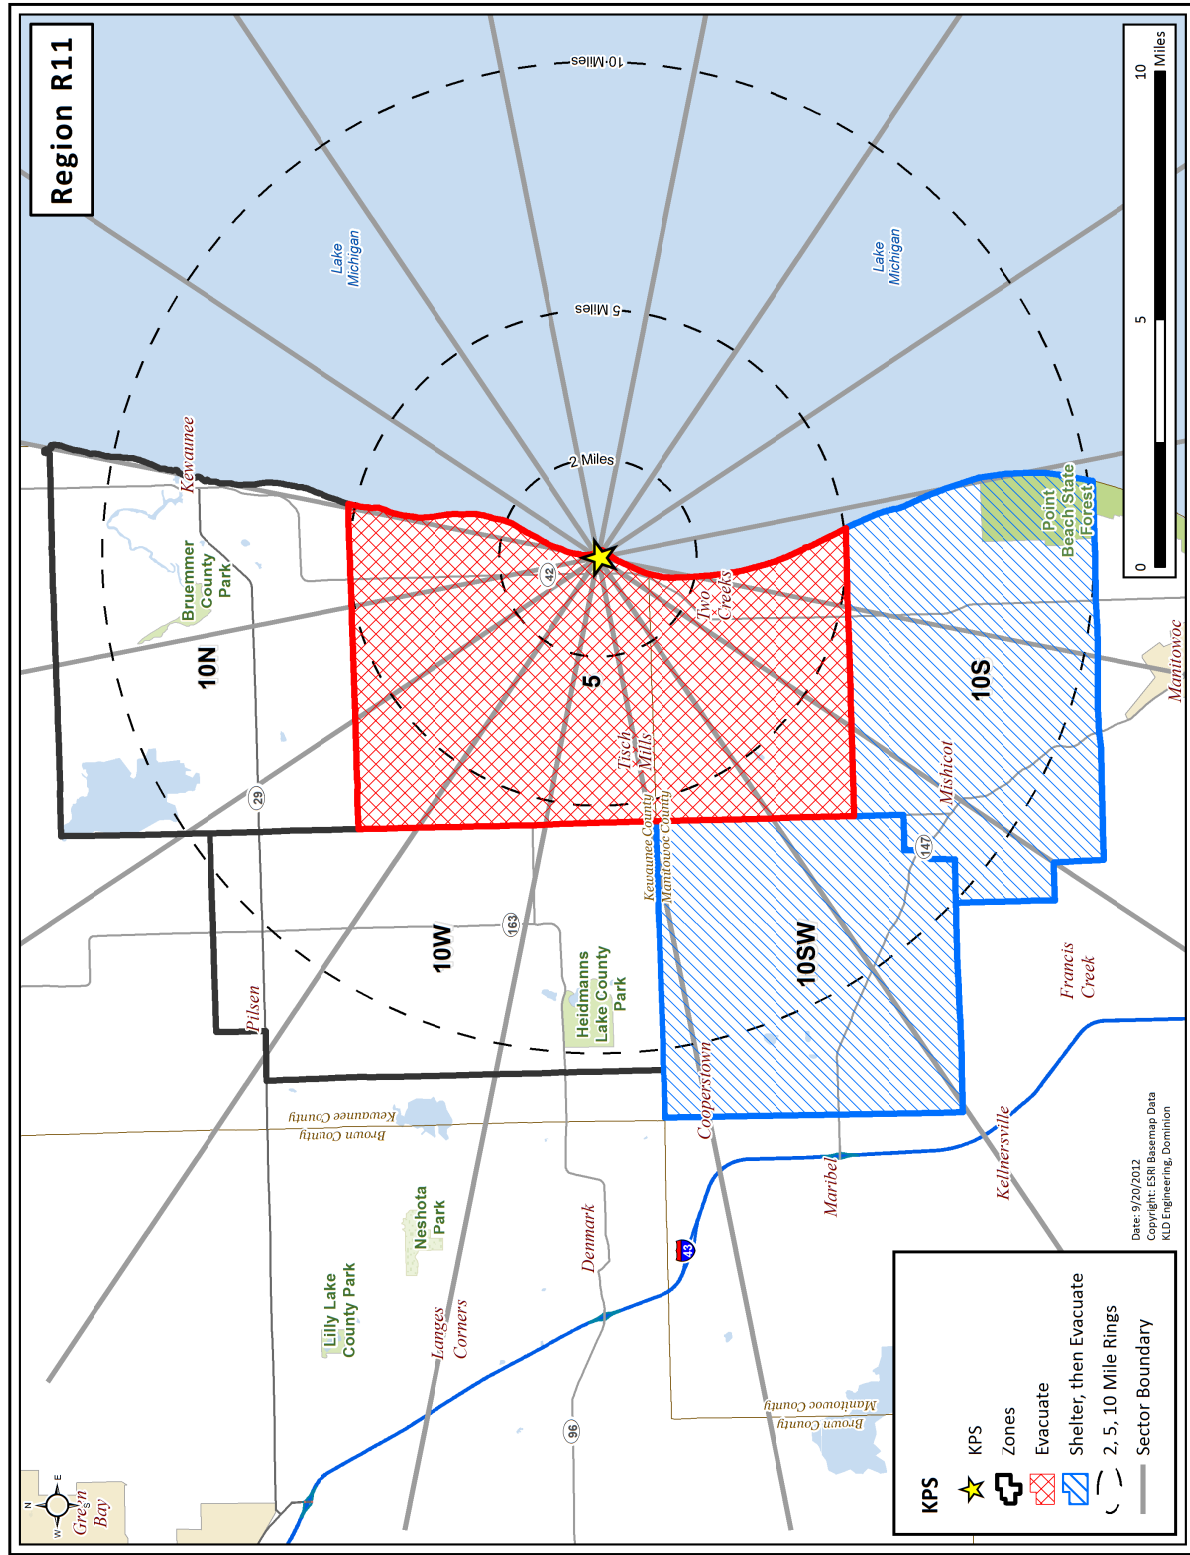 Region R11
10 Miles
5 Miles
2 Miles
Lake
Michigan
Lake
Michigan
Kewaunee
Bruemmer
County
Park
10N
29
42
5
Two
Creeks
Tisch
Mills
Kewaunee County
Manitowoc County
10S
Point
Beach State
Forest
Mishicot
Manitowoc
147
10W
163
Pilsen
Heidmanns
Lake County
Park
10SW
Francis
Creek
Cooperstown
Kewaunee County
Brown County
Maribel
Kellnersville
Neshota
Park
Lilly Lake
County Park
Denmark
Langes
Corners
43
96
Manitowoc County
Brown County
N
W
E
S
Green
Bay
0
5
10
Miles
Date: 9/20/2012
Copyright: ESRI Basemap Data
KLD Engineering, Dominion
KPS
KPS
Zones
Evacuate
Shelter, then Evacuate
2, 5, 10 Mile Rings
Sector Boundary